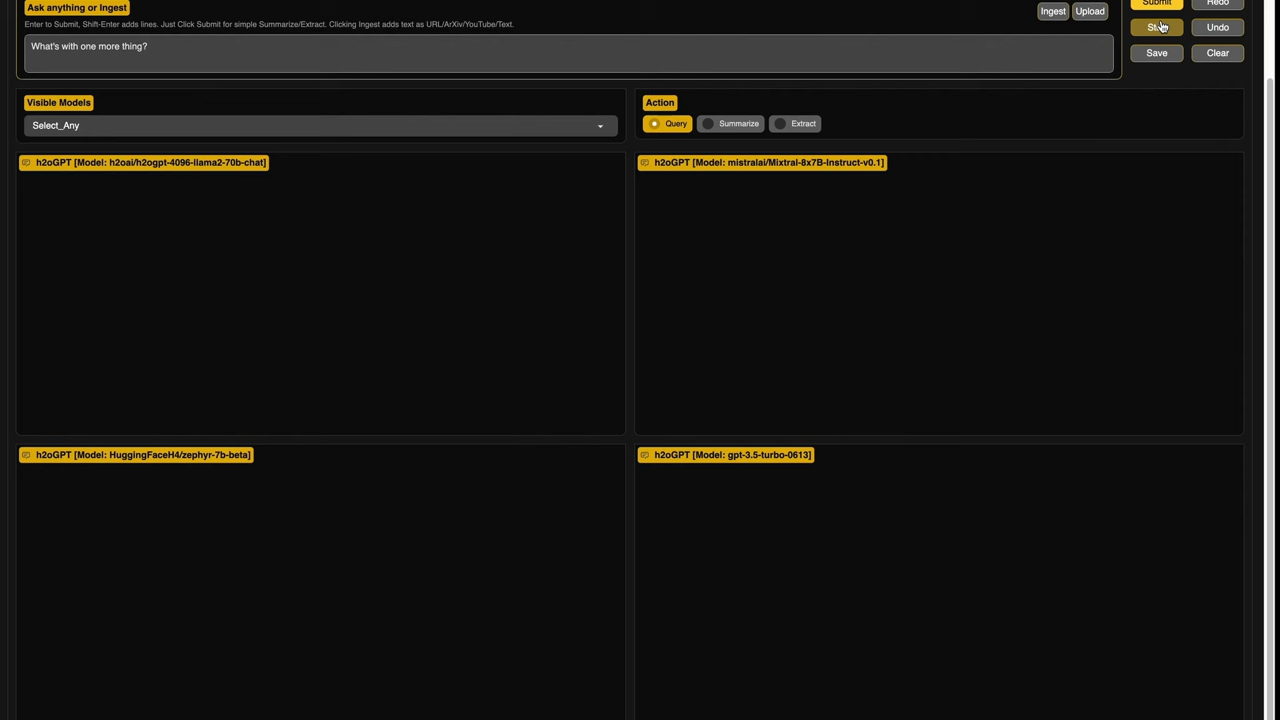 Ask anything or Ingest
Enter to Submit, Shift-Enter adds lines. Just Click Submit for simple Summarize/Extract. Clicking Ingest adds text as URL/ArXiv/YouTube/Text.
Ingest
Upload
Submit
Redo
What's with one more thing?
Undo
Save
Clear
Visible Models
Select_Any
Action
Query
Summarize
Extract
h2oGPT [Model: h2oai/h2ogpt-4096-llama2-70b-chat]
h2oGPT [Model: mistralai/Mixtral-8x7B-Instruct-v0.1]
h2oGPT [Model: HuggingFaceH4/zephyr-7b-beta]
h2oGPT [Model: gpt-3.5-turbo-0613]